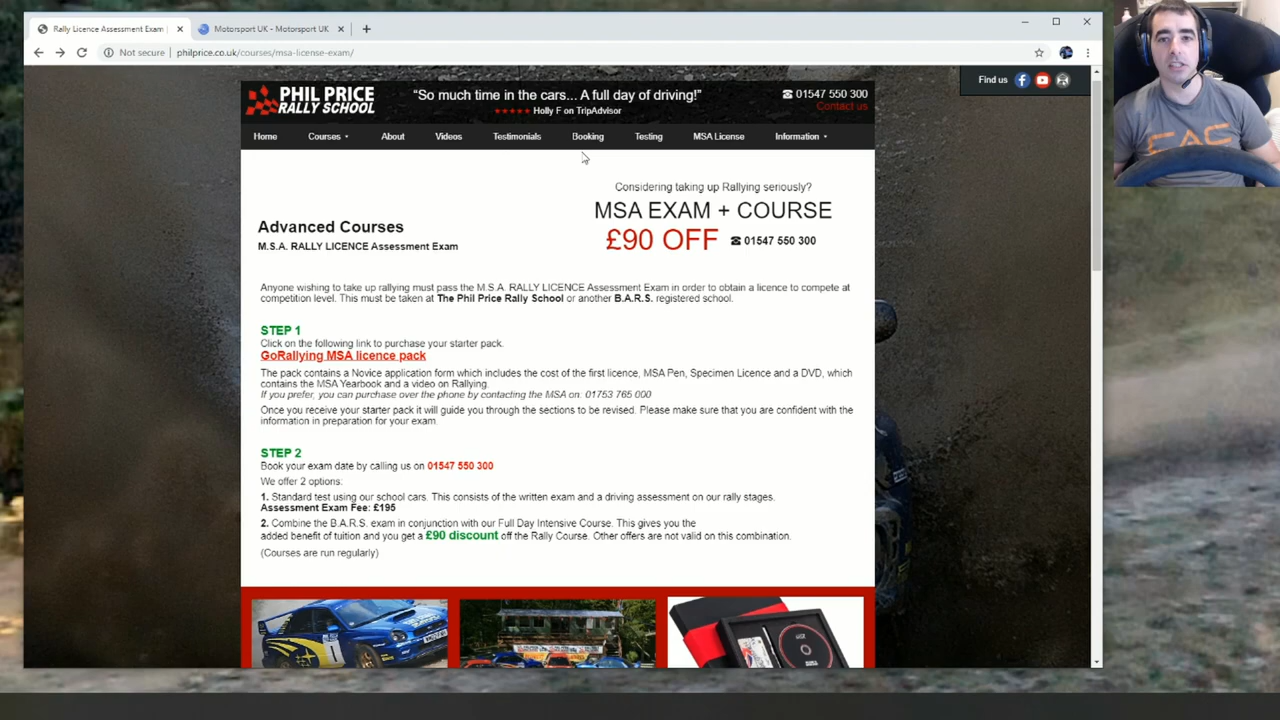 Rally Licence Assessment Exam |
Motorsport UK - Motorsport UK
Not secure | philprice.co.uk/courses/msa-license-exam/
Find us
PHIL PRICE
RALLY SCHOOL
“So much time in the cars... A full day of driving!”
Holly F on TripAdvisor
01547 550 300
Contact us
Home Courses About Videos Testimonials Booking Testing MSA License Information
Considering taking up Rallying seriously?
MSA EXAM + COURSE
£90 OFF 01547 550 300
Advanced Courses
M.S.A. RALLY LICENCE Assessment Exam
Anyone wishing to take up rallying must pass the M.S.A. RALLY LICENCE Assessment Exam in order to obtain a licence to compete at
competition level. This must be taken at The Phil Price Rally School or another B.A.R.S. registered school.
STEP 1
Click on the following link to purchase your starter pack.
GoRallying MSA licence pack
The pack contains a Novice application form which includes the cost of the first licence, MSA Pen, Specimen Licence and a DVD, which
contains the MSA Yearbook and a video on Rallying.
If you prefer, you can purchase over the phone by contacting the MSA on: 01753 765 000
Once you receive your starter pack it will guide you through the sections to be revised. Please make sure that you are confident with the
information in preparation for your exam.
STEP 2
Book your exam date by calling us on 01547 550 300
We offer 2 options:
1. Standard test using our school cars. This consists of the written exam and a driving assessment on our rally stages.
Assessment Exam Fee: £195
2. Combine the B.A.R.S. exam in conjunction with our Full Day Intensive Course. This gives you the
added benefit of tuition and you get a £90 discount off the Rally Course. Other offers are not valid on this combination.
(Courses are run regularly)